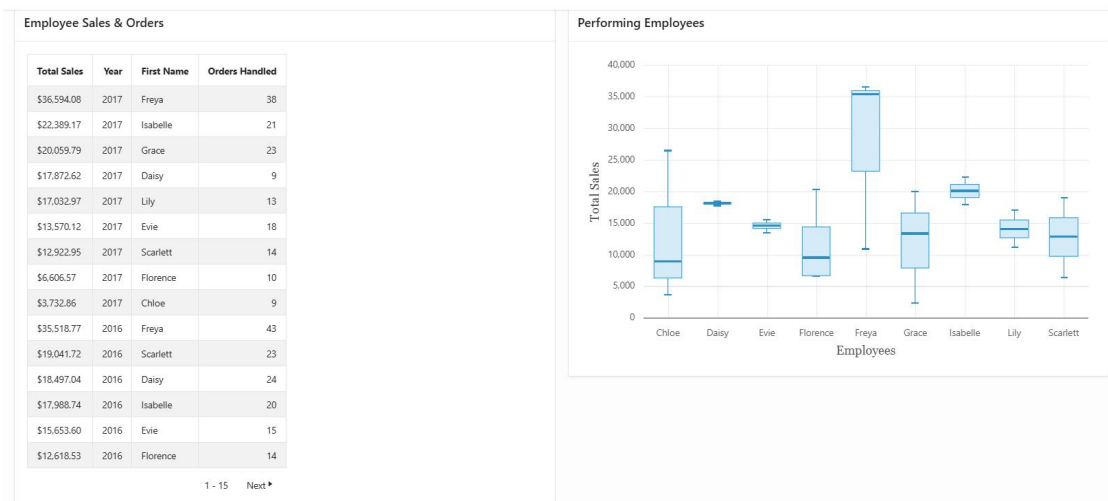 Employee Sales & Orders
Total Sales Year First Name Orders Handled
$36,594.08 2017 Freya 38
$22,389.17 2017 Isabelle 21
$20,059.79 2017 Grace 23
$17,872.62 2017 Daisy 9
$17,032.97 2017 Lily 13
$13,570.12 2017 Evie 18
$12,922.95 2017 Scarlett 14
$6,606.57 2017 Florence 10
$3,732.86 2017 Chloe 9
$35,518.77 2016 Freya 43
$19,041.72 2016 Scarlett 23
$18,497.04 2016 Daisy 24
$17,988.74 2016 Isabelle 20
$15,653.60 2016 Evie 15
$12,618.53 2016 Florence 14
1 - 15 Next
Performing Employees
40,000
35,000
30,000
25,000
20,000
15,000
10,000
5,000
0
Total Sales
Chloe Daisy Evie Florence Freya Grace Isabelle Lily Scarlett
Employees